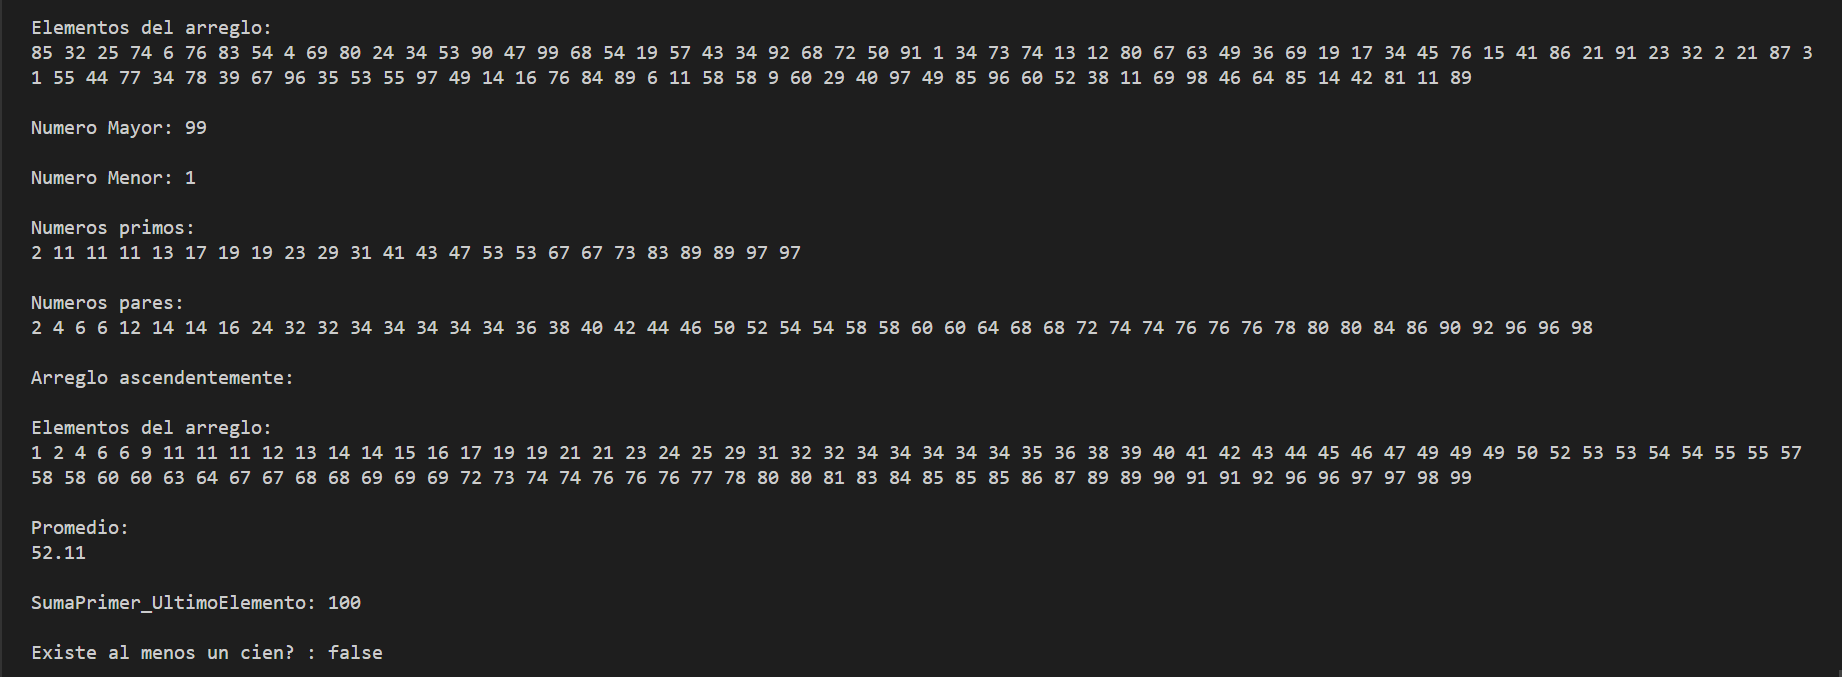 Elementos del arreglo:
85 32 25 74 6 76 83 54 4 69 80 24 34 53 90 47 99 68 54 19 57 43 34 92 68 72 50 91 1 34 73 74 13 12 80 67 63 49 36 69 19 17 34 45 76 15 41 86 21 91 23 32 2 21 87 3
1 55 44 77 34 78 39 67 96 35 53 55 97 49 14 16 76 84 89 6 11 58 58 9 60 29 40 97 49 85 96 60 52 38 11 69 98 46 64 85 14 42 81 11 89
Numero Mayor: 99
Numero Menor: 1
Numeros primos:
2 11 11 11 13 17 19 19 23 29 31 41 43 47 53 53 67 67 73 83 89 89 97 97
Numeros pares:
2 4 6 6 12 14 14 16 24 32 32 34 34 34 34 34 36 38 40 42 44 46 50 52 54 54 58 58 60 60 64 68 68 72 74 74 76 76 76 78 80 80 84 86 90 92 96 96 98
Arreglo ascendentemente:
Elementos del arreglo:
1 2 4 6 6 9 11 11 11 12 13 14 14 15 16 17 19 19 21 21 23 24 25 29 31 32 32 34 34 34 34 34 35 36 38 39 40 41 42 43 44 45 46 47 49 49 49 50 52 53 53 54 54 55 55 57
58 58 60 60 63 64 67 67 68 68 69 69 69 72 73 74 74 76 76 76 77 78 80 80 81 83 84 85 85 85 86 87 89 89 90 91 91 92 96 96 97 97 98 99
Promedio:
52.11
SumaPrimer_UltimoElemento: 100
Existe al menos un cien? : false